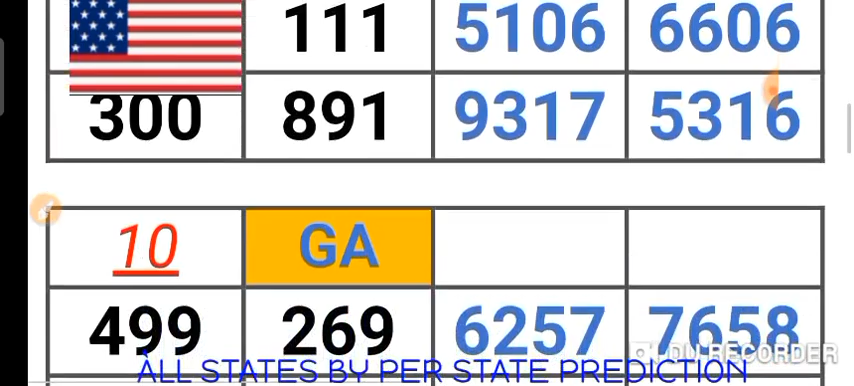 111 5106 6606
300 891 9317 5316
10 GA
499 269 6257 7658
DU RECORDER
ALL STATES BY PER STATE PREDICTION